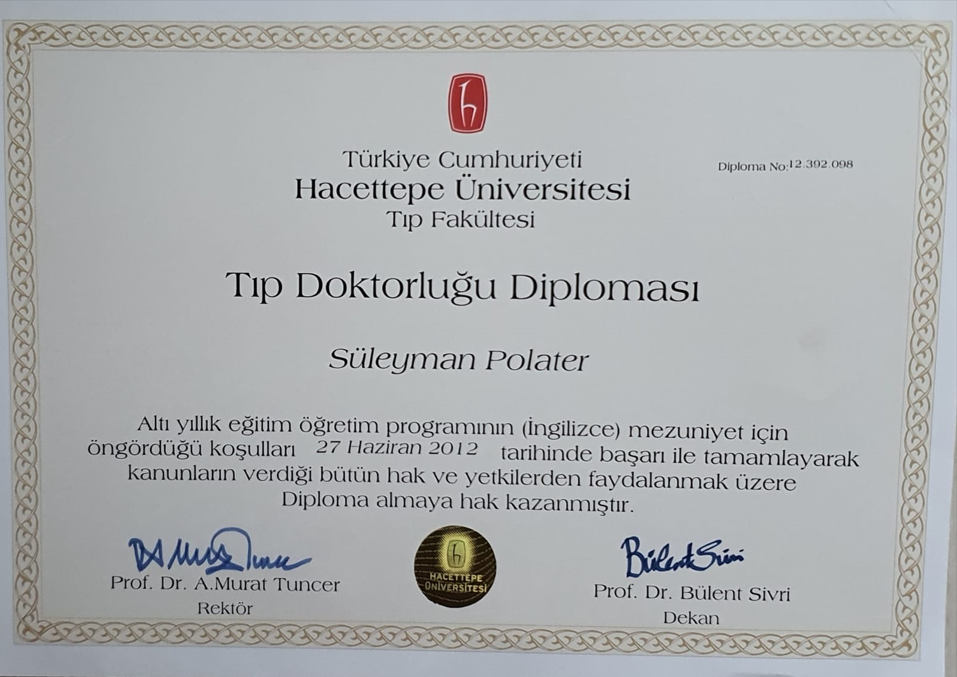 Türkiye Cumhuriyeti
Hacettepe Üniversitesi
Tıp Fakültesi
Diploma No:12.392.098
Tıp Doktorluğu Diploması
Süleyman Polater
Altı yıllık eğitim öğretim programının (İngilizce) mezuniyet için
öngördüğü koşulları 27 Haziran 2012 tarihinde başarı ile tamamlayarak
kanunların verdiği bütün hak ve yetkilerden faydalanmak üzere
Diploma almaya hak kazanmıştır.
Bülent Sivri
Prof. Dr. A.Murat Tuncer
Rektör
HACETTEPE
ÜNİVERSİTESİ
Prof. Dr. Bülent Sivri
Dekan